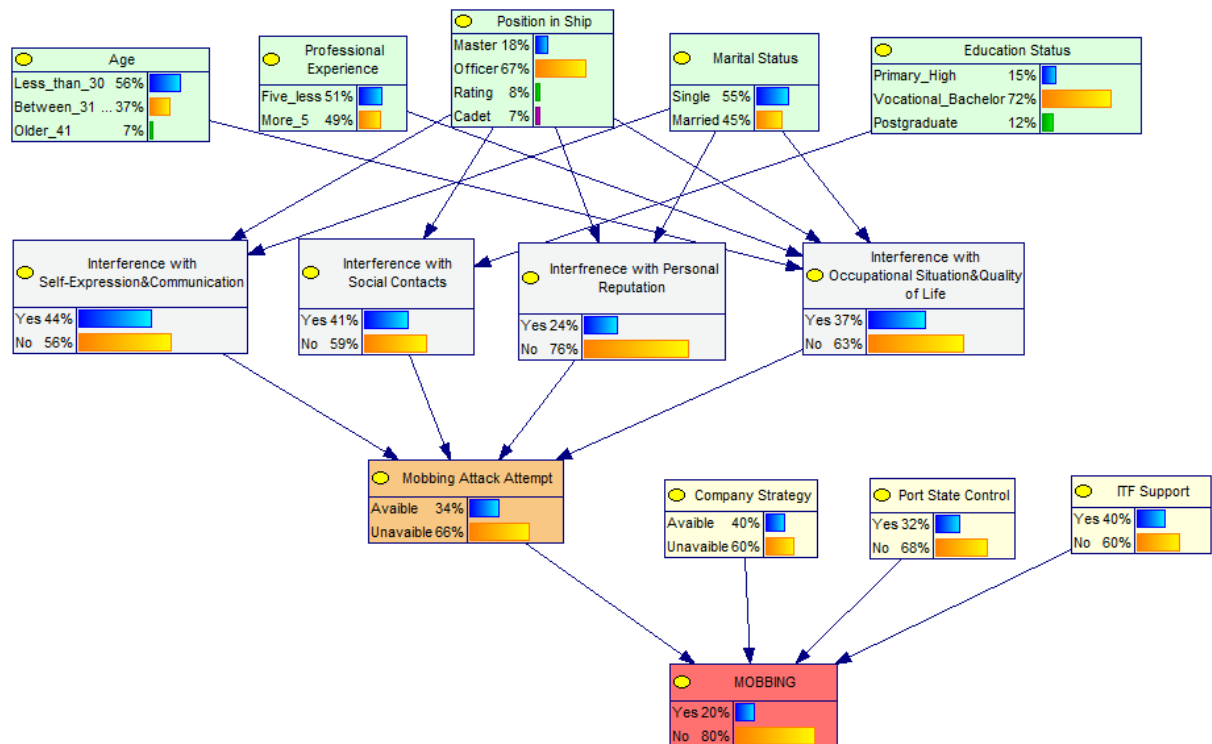 Age
Less_than_30 56%
Between_31 ... 37%
Older_41 7%
Professional
Experience
Five_less 51%
More_5 49%
Position in Ship
Master 18%
Officer 67%
Rating 8%
Cadet 7%
Marital Status
Single 55%
Married 45%
Education Status
Primary_High 15%
Vocational_Bachelor 72%
Postgraduate 12%
Interference with
Self-Expression&Communication
Yes 44%
No 56%
Interference with
Social Contacts
Yes 41%
No 59%
Interfrenece with Personal
Reputation
Yes 24%
No 76%
Interference with
Occupational Situation&Quality
of Life
Yes 37%
No 63%
Mobbing Attack Attempt
Avaible 34%
Unavaible 66%
Company Strategy
Avaible 40%
Unavaible 60%
Port State Control
Yes 32%
No 68%
ITF Support
Yes 40%
No 60%
MOBBING
Yes 20%
No 80%